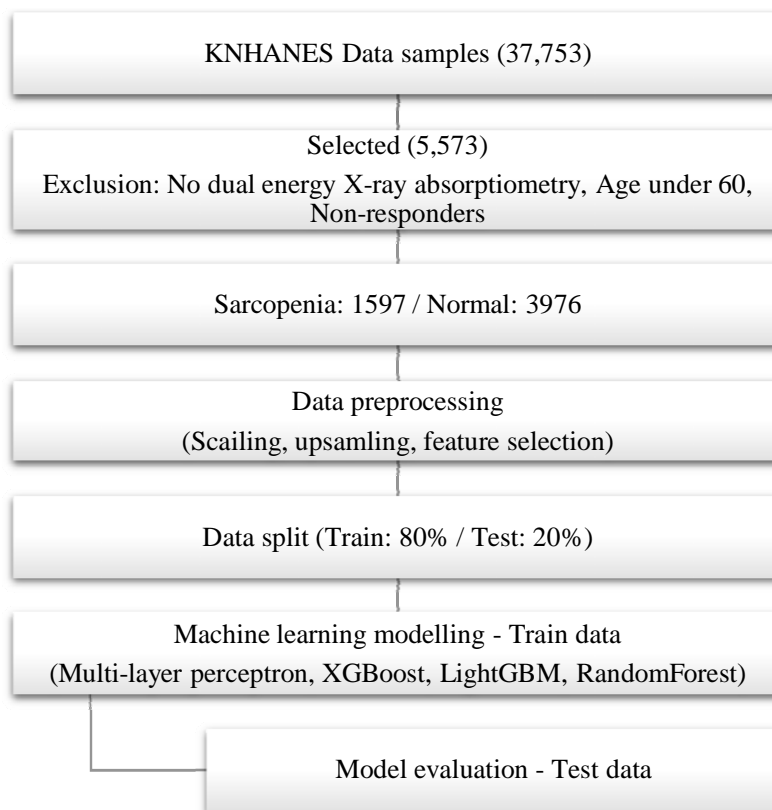 KNHANES Data samples (37,753)
Selected (5,573)
Exclusion: No dual energy X-ray absorptiometry, Age under 60,
Non-responders
Sarcopenia: 1597 / Normal: 3976
Data preprocessing
(Scailing, upsamling, feature selection)
Data split (Train: 80% / Test: 20%)
Machine learning modelling - Train data
(Multi-layer perceptron, XGBoost, LightGBM, RandomForest)
Model evaluation - Test data